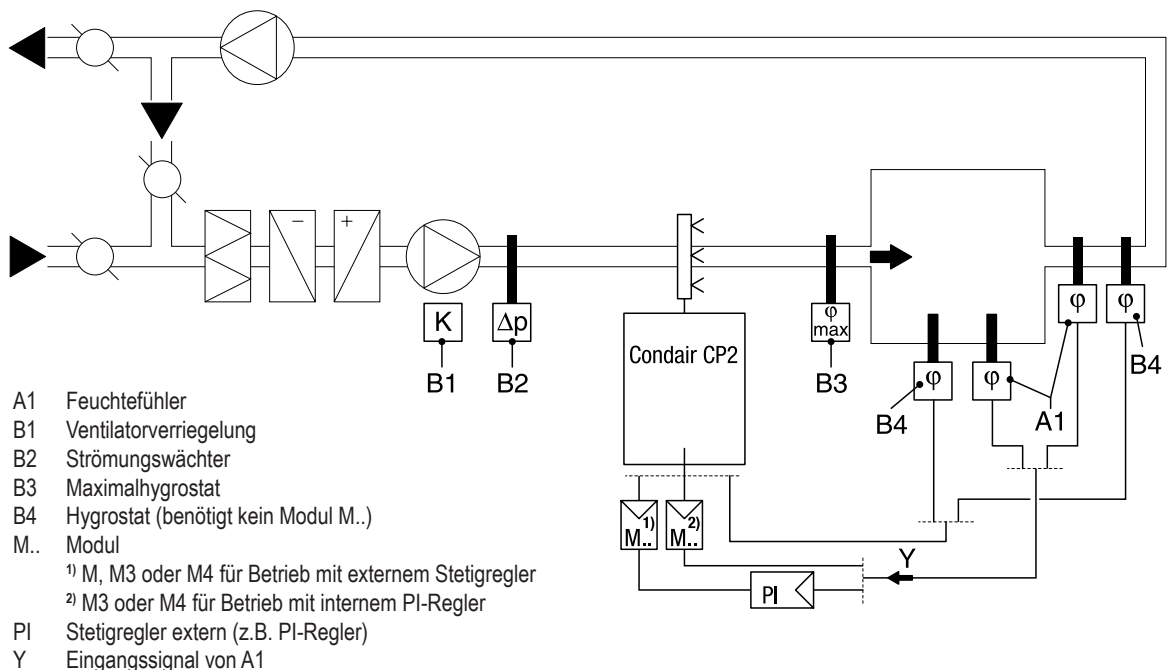 − +
K
Δp
φ
max
Condair CP2
φ φ
φ φ
B1 B2 B3 B4 A1 B4
A1 Feuchtefühler
B1 Ventilatorverriegelung
B2 Strömungswächter
B3 Maximalhygrostat
B4 Hygrostat (benötigt kein Modul M..)
M.. Modul
1) M, M3 oder M4 für Betrieb mit externem Stetigregler
2) M3 oder M4 für Betrieb mit internem PI-Regler
PI Stetigregler extern (z.B. PI-Regler)
Y Eingangssignal von A1
M.. 1) M.. 2)
Y
PI